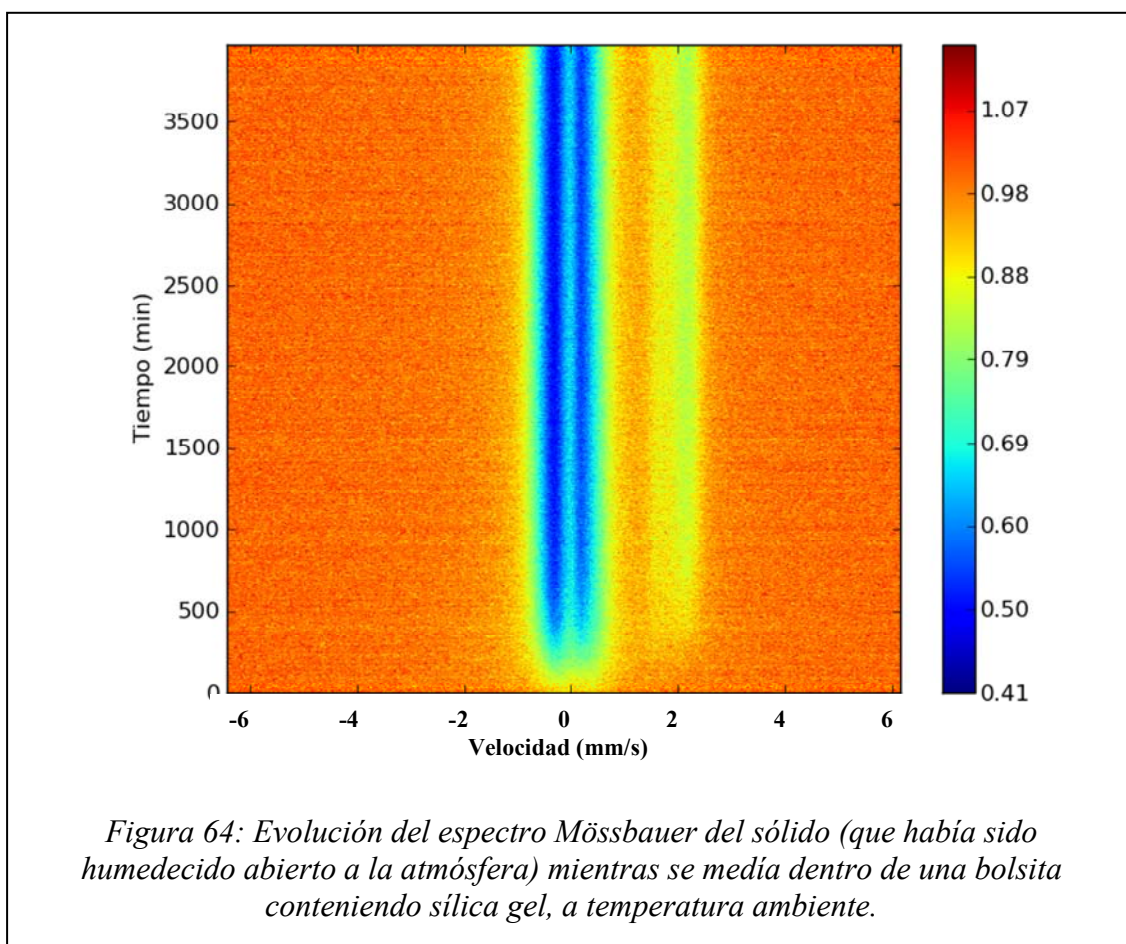 3500
3000
2500
2000
1500
1000
500
0
Tiempo (min)
-6 -4 -2 0 2 4 6
Velocidad (mm/s)
1.07
0.98
0.88
0.79
0.69
0.60
0.50
0.41
Figura 64: Evolución del espectro Mössbauer del sólido (que había sido
humedecido abierto a la atmósfera) mientras se medía dentro de una bolsita
conteniendo sílica gel, a temperatura ambiente.